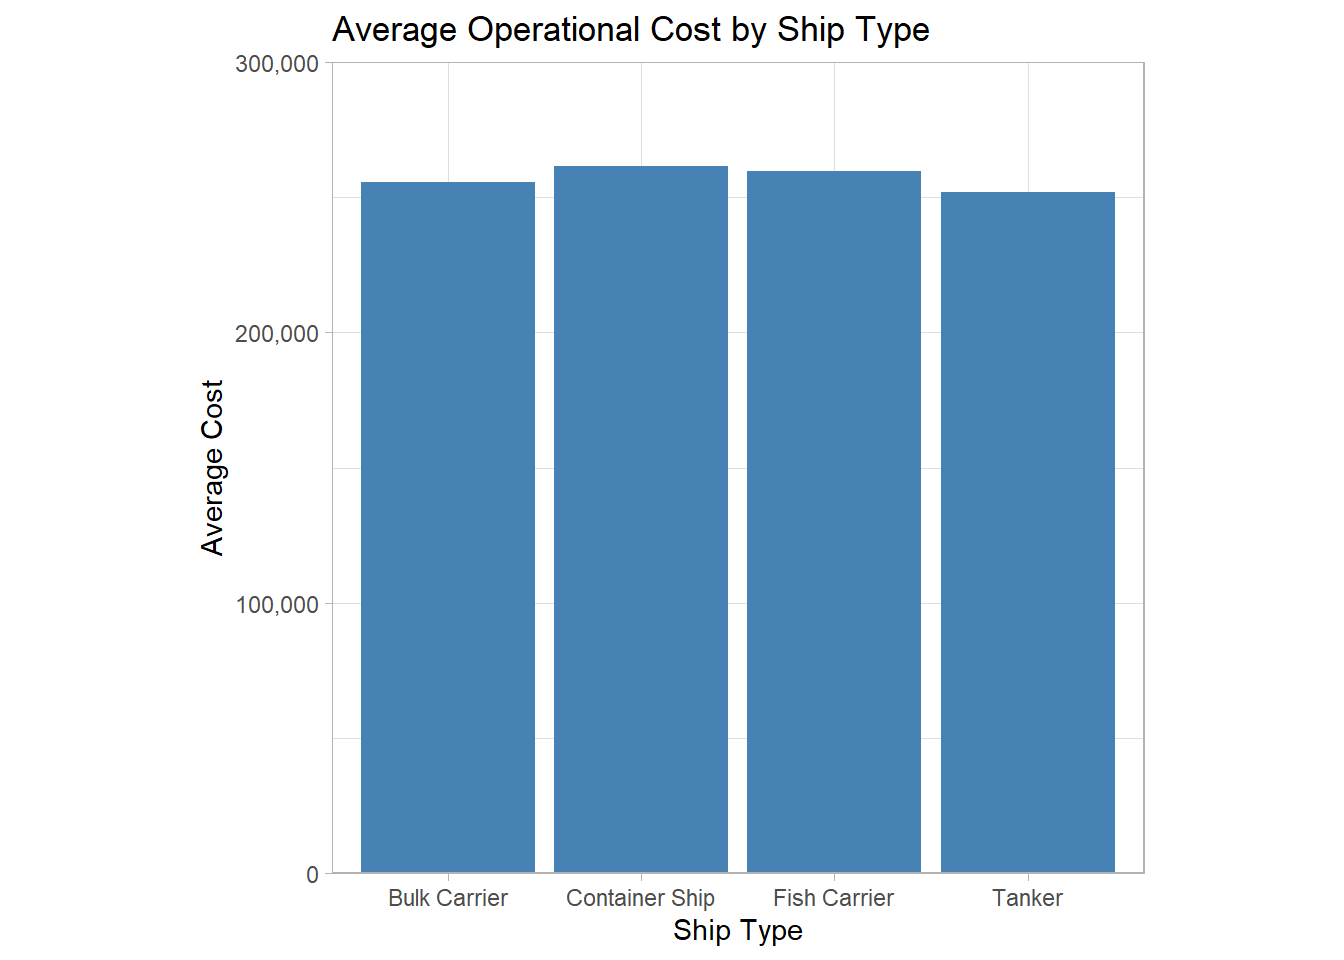 Average Operational Cost by Ship Type
300,000
200,000
100,000
0
Average Cost
Bulk Carrier
Container Ship
Fish Carrier
Tanker
Ship Type